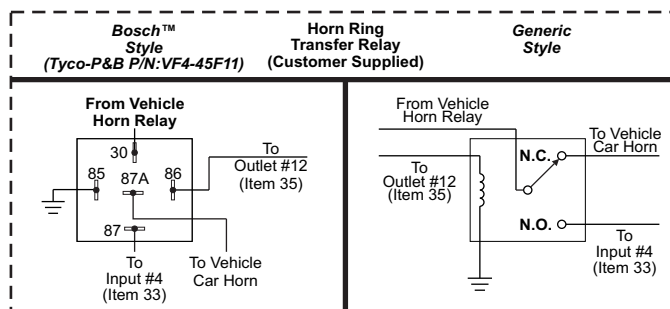 Bosch™
Style
(Tyco-P&B P/N:VF4-45F11)
Horn Ring
Transfer Relay
(Customer Supplied)
Generic
Style
From Vehicle
Horn Relay
30
85
87A
86
87
To
Outlet #12
(Item 35)
To
Input #4
(Item 33)
To Vehicle
Car Horn
From Vehicle
Horn Relay
To
Outlet #12
(Item 35)
N.C.
To Vehicle
Car Horn
N.O.
To
Input #4
(Item 33)